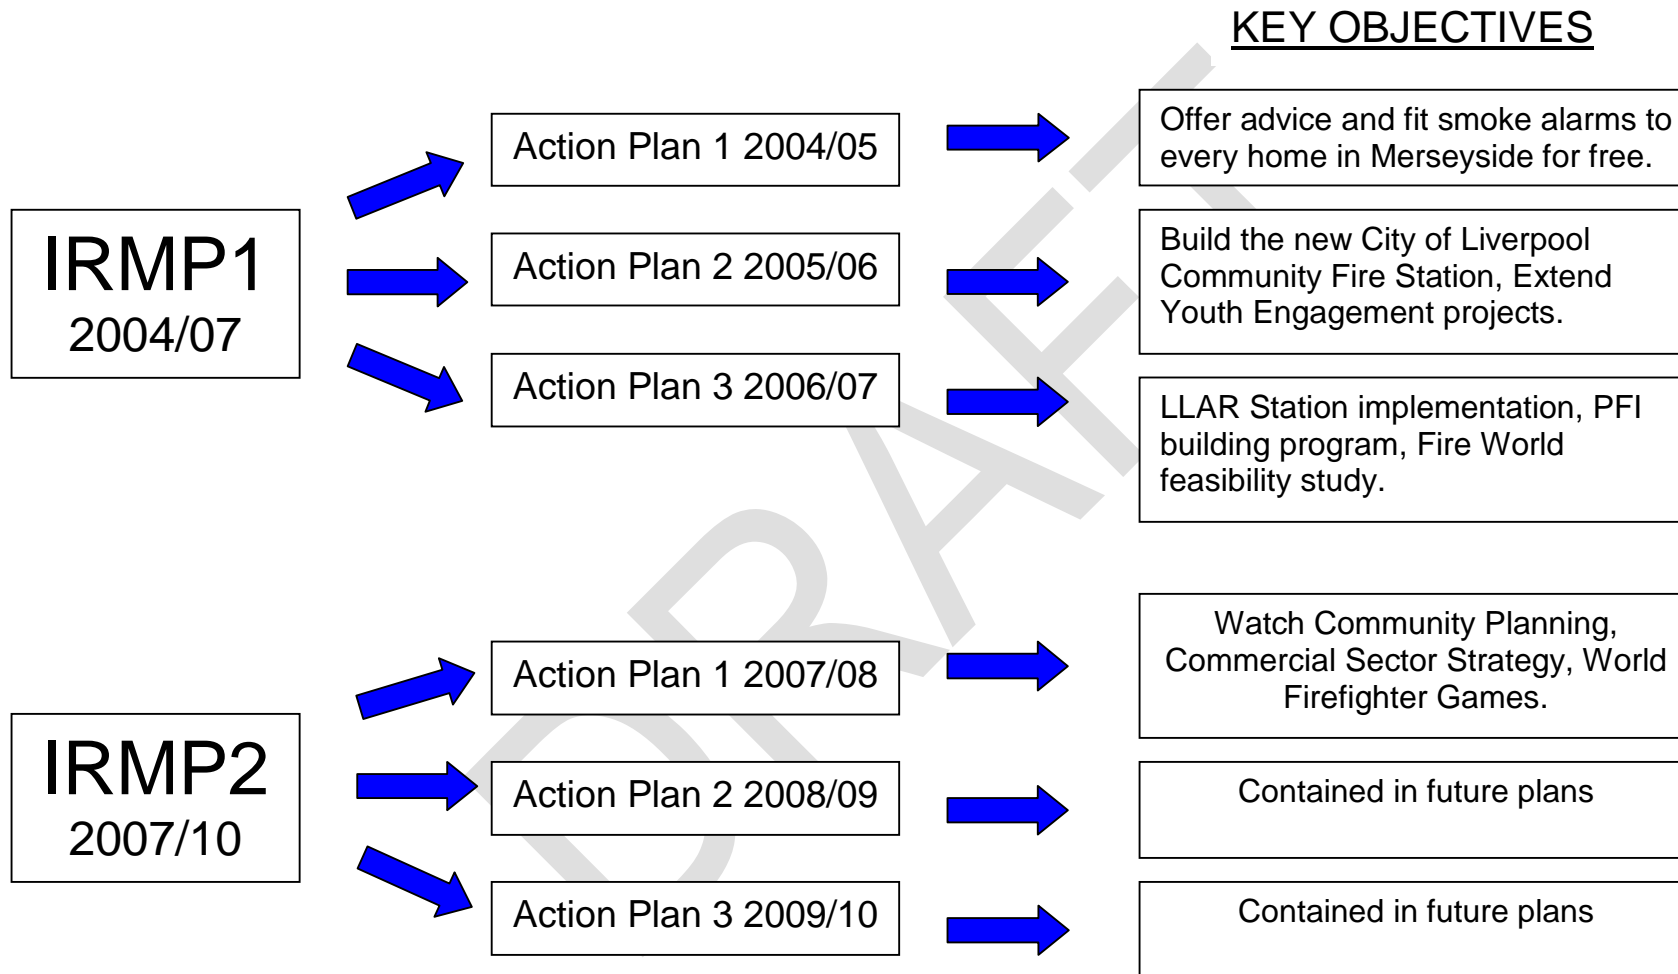 KEY OBJECTIVES
IRMP1
2004/07
Action Plan 1 2004/05
Offer advice and fit smoke alarms to
every home in Merseyside for free.
Action Plan 2 2005/06
Build the new City of Liverpool
Community Fire Station, Extend
Youth Engagement projects.
Action Plan 3 2006/07
LLAR Station implementation, PFI
building program, Fire World
feasibility study.
IRMP2
2007/10
Action Plan 1 2007/08
Watch Community Planning,
Commercial Sector Strategy, World
Firefighter Games.
Action Plan 2 2008/09
Contained in future plans
Action Plan 3 2009/10
Contained in future plans
DRAFT